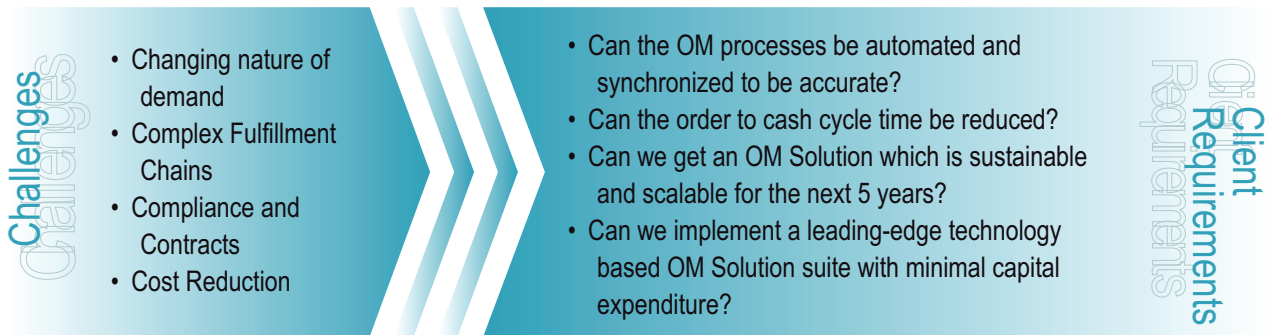 Challenges
• Changing nature of
demand
• Complex Fulfillment
Chains
• Compliance and
Contracts
• Cost Reduction
• Can the OM processes be automated and
synchronized to be accurate?
• Can the order to cash cycle time be reduced?
• Can we get an OM Solution which is sustainable
and scalable for the next 5 years?
• Can we implement a leading-edge technology
based OM Solution suite with minimal capital
expenditure?
Client
Requirements